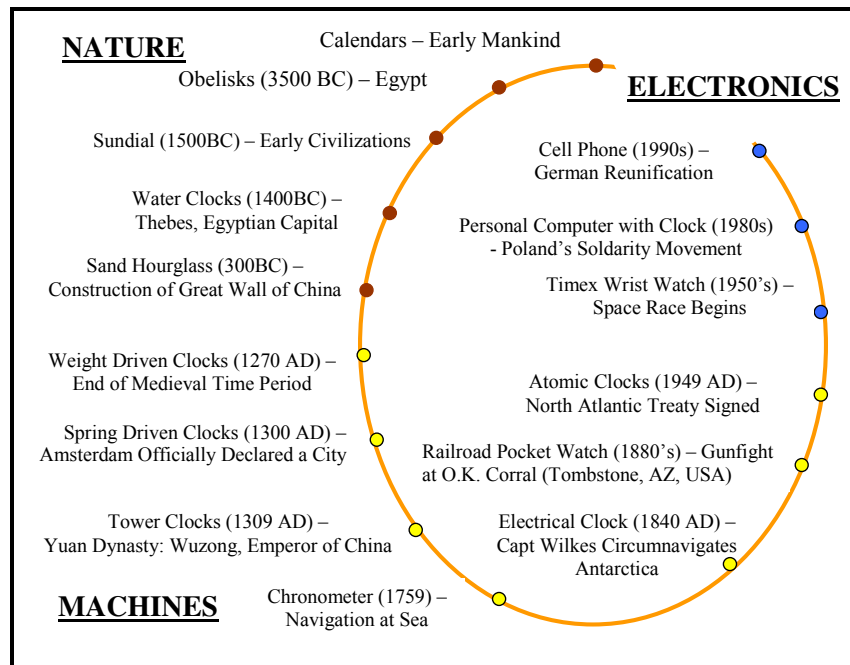 NATURE
Calendars – Early Mankind
Obelisks (3500 BC) – Egypt
Sundial (1500BC) – Early Civilizations
Water Clocks (1400BC) –
Thebes, Egyptian Capital
Sand Hourglass (300BC) –
Construction of Great Wall of China
Weight Driven Clocks (1270 AD) –
End of Medieval Time Period
Spring Driven Clocks (1300 AD) –
Amsterdam Officially Declared a City
Tower Clocks (1309 AD) –
Yuan Dynasty: Wuzong, Emperor of China
MACHINES
Chronometer (1759) –
Navigation at Sea
Electrical Clock (1840 AD) –
Capt Wilkes Circumnavigates
Antarctica
Railroad Pocket Watch (1880’s) – Gunfight
at O.K. Corral (Tombstone, AZ, USA)
Atomic Clocks (1949 AD) –
North Atlantic Treaty Signed
Timex Wrist Watch (1950’s) –
Space Race Begins
Personal Computer with Clock (1980s)
- Poland’s Soldarity Movement
Cell Phone (1990s) –
German Reunification
ELECTRONICS